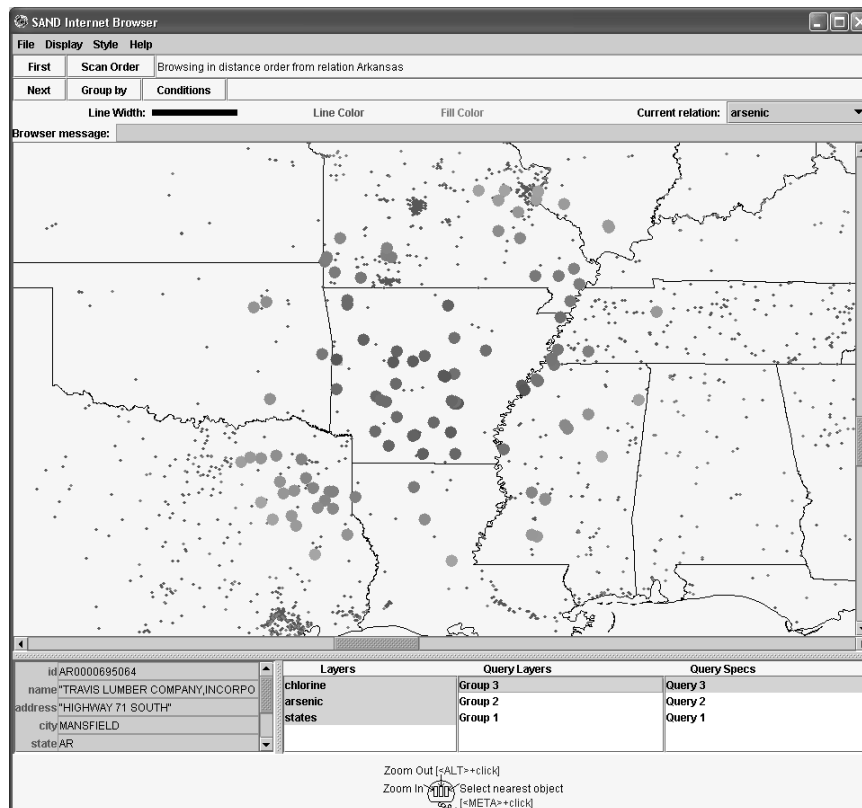 SAND Internet Browser
File Display Style Help
First Scan Order Browsing in distance order from relation Arkansas
Next Group by Conditions
Line Width: Line Color Fill Color Current relation: arsenic
Browser message:
id AR0000695064
name "TRAVIS LUMBER COMPANY,INCORPO
address "HIGHWAY 71 SOUTH"
city MANSFIELD
state AR
Layers Query Layers Query Specs
chlorine Group 3 Query 3
arsenic Group 2 Query 2
states Group 1 Query 1
Zoom Out [<ALT>+click]
Zoom In Select nearest object
[<META>+click]